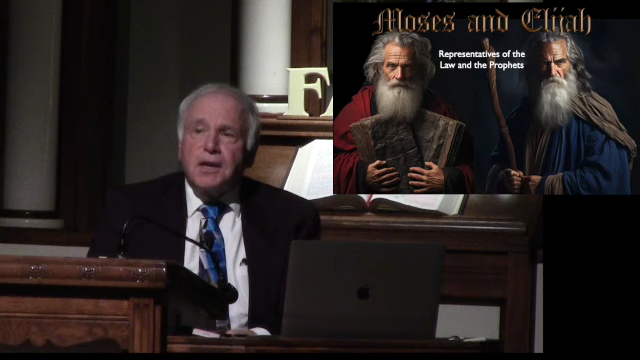 Moses and Elijah
Representatives of the
Law and the Prophets